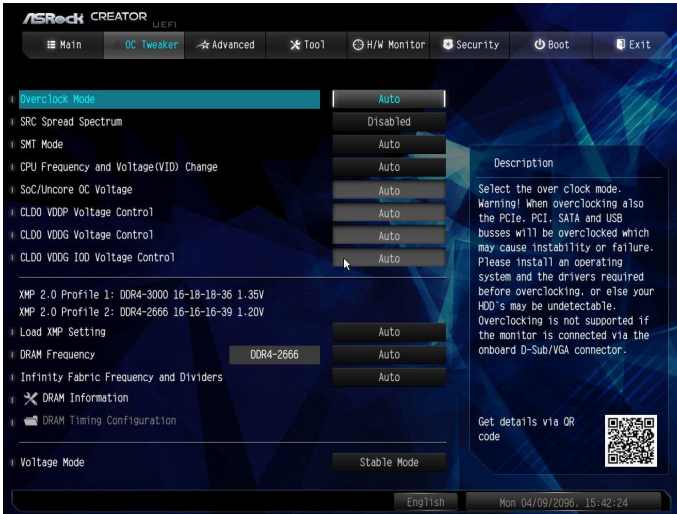 ASRock CREATOR
UEFI
Main OC Tweaker Advanced Tool H/W Monitor Security Boot Exit
Overclock Mode Auto
SRC Spread Spectrum Disabled
SMT Mode Auto
CPU Frequency and Voltage(VID) Change Auto
SoC/Uncore OC Voltage Auto
CLDO VDDP Voltage Control Auto
CLDO VDDG Voltage Control Auto
CLDO VDDG IOD Voltage Control Auto
XMP 2.0 Profile 1: DDR4-3000 16-18-18-36 1.35V
XMP 2.0 Profile 2: DDR4-2666 16-16-16-39 1.20V
Load XMP Setting Auto
DRAM Frequency DDR4-2666 Auto
Infinity Fabric Frequency and Dividers Auto
DRAM Information
DRAM Timing Configuration
Voltage Mode Stable Mode
Description
Select the over clock mode.
Warning! When overclocking also
the PCIe. PCI. SATA and USB
busses will be overclocked which
may cause instability or failure.
Please install an operating
system and the drivers required
before overclocking, or else your
HDD`s may be undetectable.
Overclocking is not supported if
the monitor is connected via the
onboard D-Sub/VGA connector.
Get details via QR
code
English Mon 04/09/2096. 15:42:24